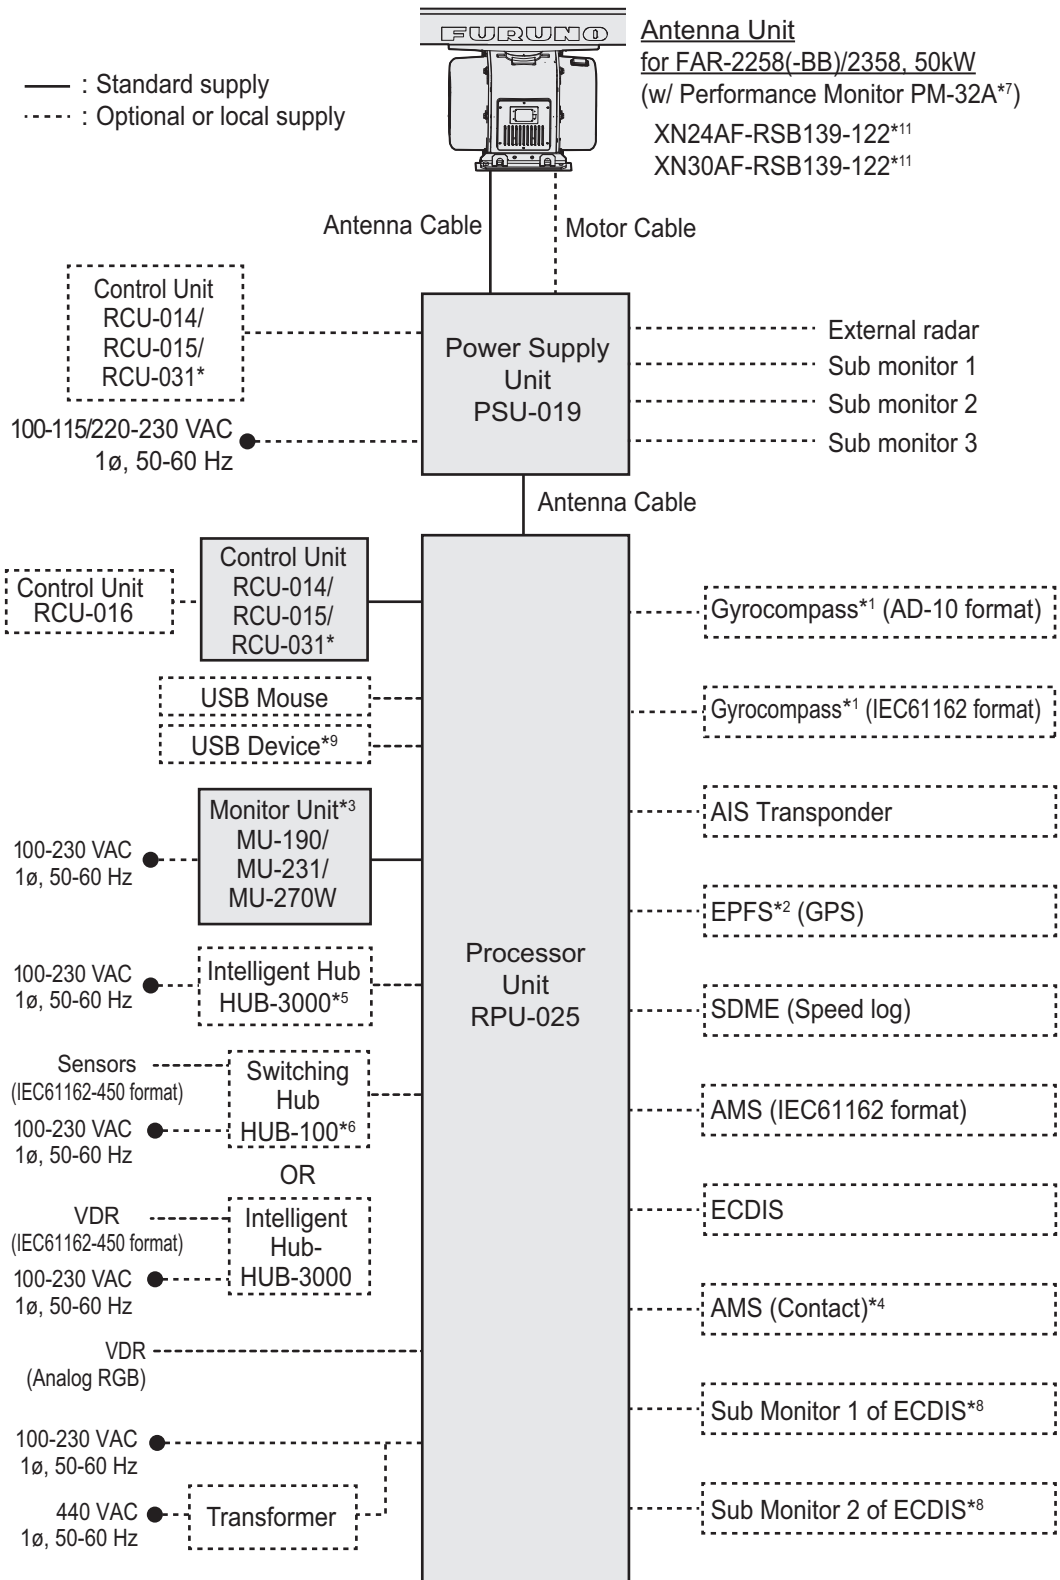 FURUNO
Antenna Unit
for FAR-2258(-BB)/2358, 50kW
(w/ Performance Monitor PM-32A*7)
XN24AF-RSB139-122*11
XN30AF-RSB139-122*11
: Standard supply
: Optional or local supply
Antenna Cable
Motor Cable
Control Unit
RCU-014/
RCU-015/
RCU-031*
100-115/220-230 VAC
1ø, 50-60 Hz
Power Supply
Unit
PSU-019
External radar
Sub monitor 1
Sub monitor 2
Sub monitor 3
Antenna Cable
Control Unit
RCU-016
Control Unit
RCU-014/
RCU-015/
RCU-031*
USB Mouse
USB Device*9
Monitor Unit*3
MU-190/
MU-231/
MU-270W
100-230 VAC
1ø, 50-60 Hz
Intelligent Hub
HUB-3000*5
100-230 VAC
1ø, 50-60 Hz
Sensors
(IEC61162-450 format)
100-230 VAC
1ø, 50-60 Hz
Switching
Hub
HUB-100*6
OR
VDR
(IEC61162-450 format)
100-230 VAC
1ø, 50-60 Hz
Intelligent
Hub-
HUB-3000
VDR
(Analog RGB)
100-230 VAC
1ø, 50-60 Hz
440 VAC
1ø, 50-60 Hz
Transformer
Processor
Unit
RPU-025
Gyrocompass*1 (AD-10 format)
Gyrocompass*1 (IEC61162 format)
AIS Transponder
EPFS*2 (GPS)
SDME (Speed log)
AMS (IEC61162 format)
ECDIS
AMS (Contact)*4
Sub Monitor 1 of ECDIS*8
Sub Monitor 2 of ECDIS*8